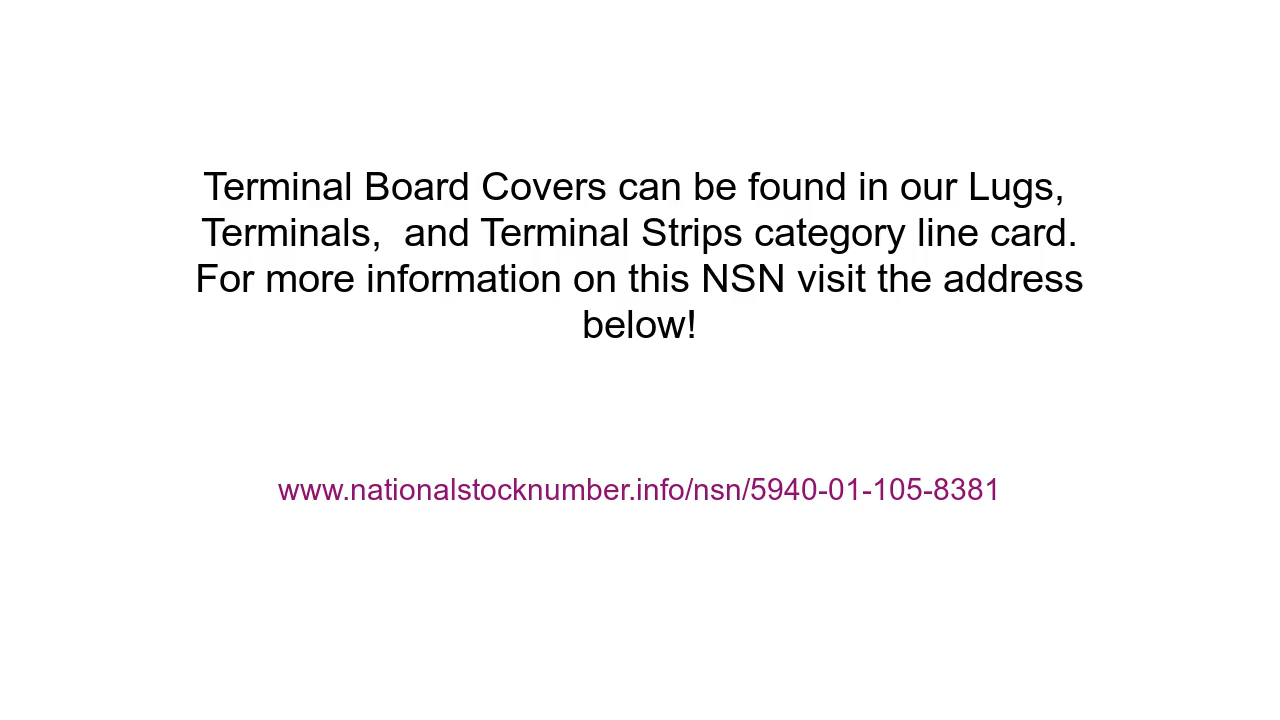 Terminal Board Covers can be found in our Lugs,
Terminals,  and Terminal Strips category line card.
For more information on this NSN visit the address
below!
www.nationalstocknumber.info/nsn/5940-01-105-8381